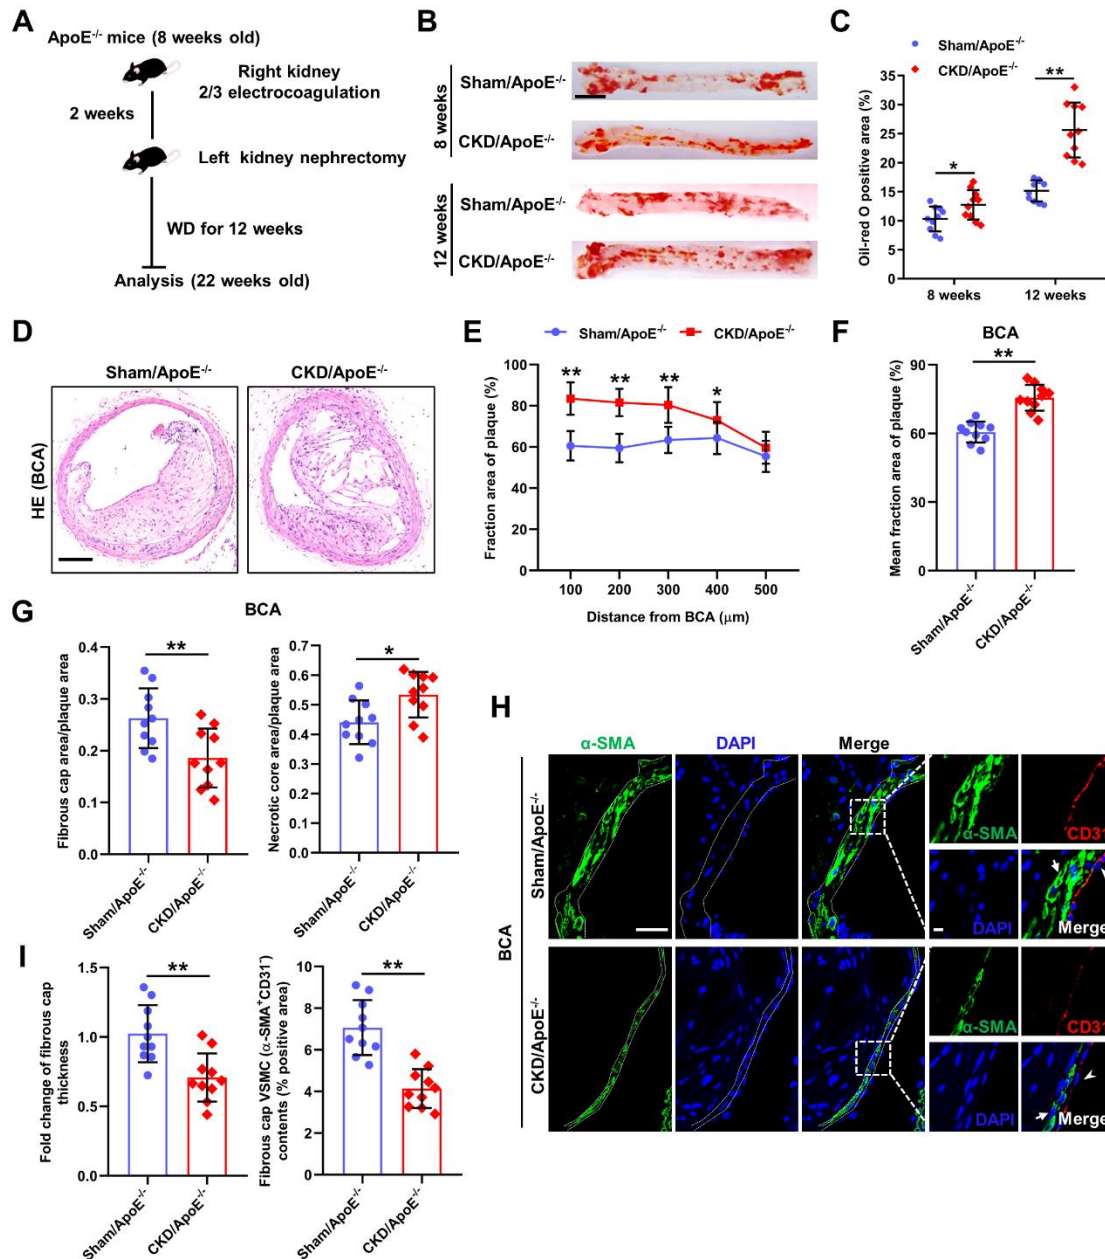 A
ApoE⁻/⁻ mice (8 weeks old)
Right kidney
2/3 electrocoagulation
2 weeks
Left kidney nephrectomy
WD for 12 weeks
Analysis (22 weeks old)
B
8 weeks
Sham/ApoE⁻/⁻
CKD/ApoE⁻/⁻
12 weeks
Sham/ApoE⁻/⁻
CKD/ApoE⁻/⁻
C
Sham/ApoE⁻/⁻
CKD/ApoE⁻/⁻
Oil-red O positive area (%)
35
30
25
20
15
10
5
0
*
**
8 weeks
12 weeks
D
Sham/ApoE⁻/⁻
CKD/ApoE⁻/⁻
HE (BCA)
E
Sham/ApoE⁻/⁻
CKD/ApoE⁻/⁻
Fraction area of plaque (%)
100
80
60
40
20
0
**
**
**
*
100
200
300
400
500
Distance from BCA (μm)
F
BCA
Mean fraction area of plaque (%)
90
60
30
0
**
Sham/ApoE⁻/⁻
CKD/ApoE⁻/⁻
G
BCA
Fibrous cap area/plaque area
0.4
0.3
0.2
0.1
0.0
**
Sham/ApoE⁻/⁻
CKD/ApoE⁻/⁻
Necrotic core area/plaque area
0.7
0.6
0.5
0.4
0.3
0.2
0.1
0.0
*
Sham/ApoE⁻/⁻
CKD/ApoE⁻/⁻
H
α-SMA
DAPI
Merge
BCA
Sham/ApoE⁻/⁻
α-SMA
CD31
DAPI
Merge
CKD/ApoE⁻/⁻
α-SMA
CD31
DAPI
Merge
I
Fold change of fibrous cap
thickness
1.5
1.0
0.5
0.0
**
Sham/ApoE⁻/⁻
CKD/ApoE⁻/⁻
Fibrous cap VSMC (α-SMA⁺CD31⁻)
contents (% positive area)
10
8
6
4
2
0
**
Sham/ApoE⁻/⁻
CKD/ApoE⁻/⁻